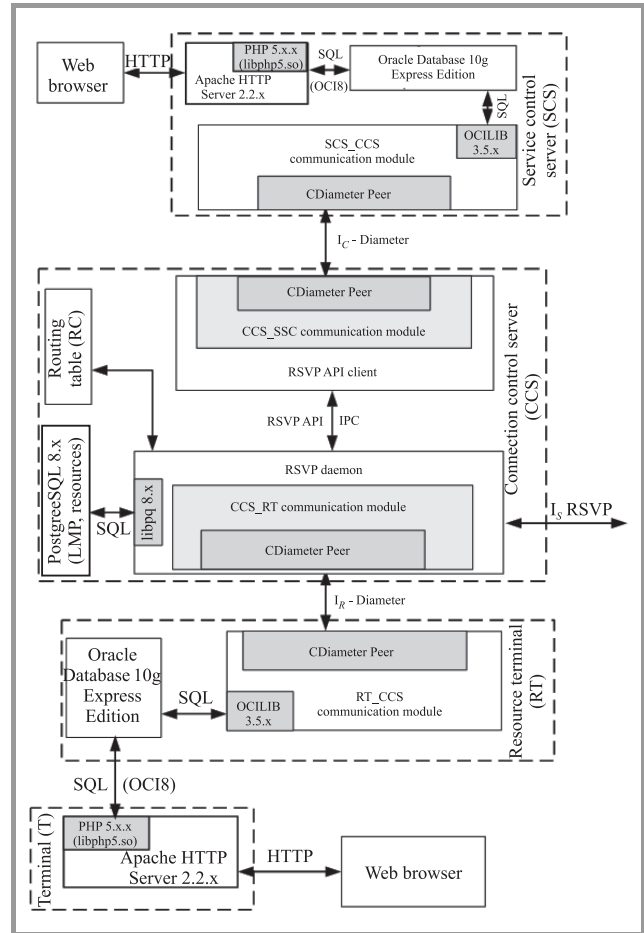 Web
browser
HTTP
PHP 5.x.x
(libphp5.so)
Apache HTTP
Server 2.2.x
SQL
(OCI8)
Oracle Database 10g
Express Edition
SQL
OCILIB
3.5.x
SCS_CCS
communication module
CDiameter Peer
Service control
server (SCS)
I_C - Diameter
CDiameter Peer
CCS_SSC communication module
RSVP API client
Routing
table (RC)
RSVP API IPC
Connection control server
(CCS)
RSVP daemon
PostgreeSQL 8.x
(LMP, resources)
SQL
libpq 8.x
CCS_RT communication module
CDiameter Peer
I_S RSVP
I_R - Diameter
Oracle
Database 10g
Express
Edition
SQL
CDiameter Peer
OCILIB
3.5.x
RT_CCS
communication module
Resource terminal
(RT)
SQL (OCI8)
Terminal (T)
PHP 5.x.x
(libphp5.so)
Apache HTTP
Server 2.2.x
HTTP
Web browser